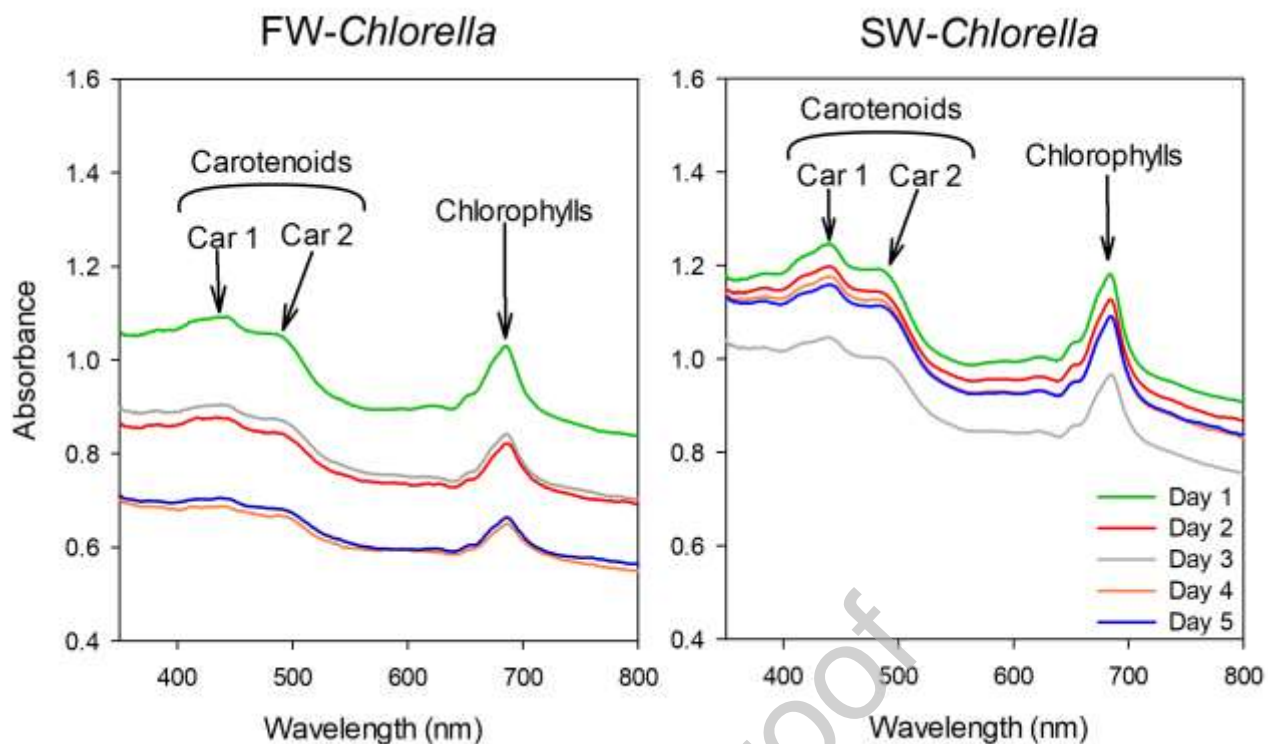 FW-Chlorella
1.6
1.4
1.2
1.0
0.8
0.6
0.4
Absorbance
Carotenoids
Car 1
Car 2
Chlorophylls
400
500
600
700
800
Wavelength (nm)
SW-Chlorella
1.6
1.4
1.2
1.0
0.8
0.6
0.4
Carotenoids
Car 1
Car 2
Chlorophylls
Day 1
Day 2
Day 3
Day 4
Day 5
400
500
600
700
800
Wavelength (nm)